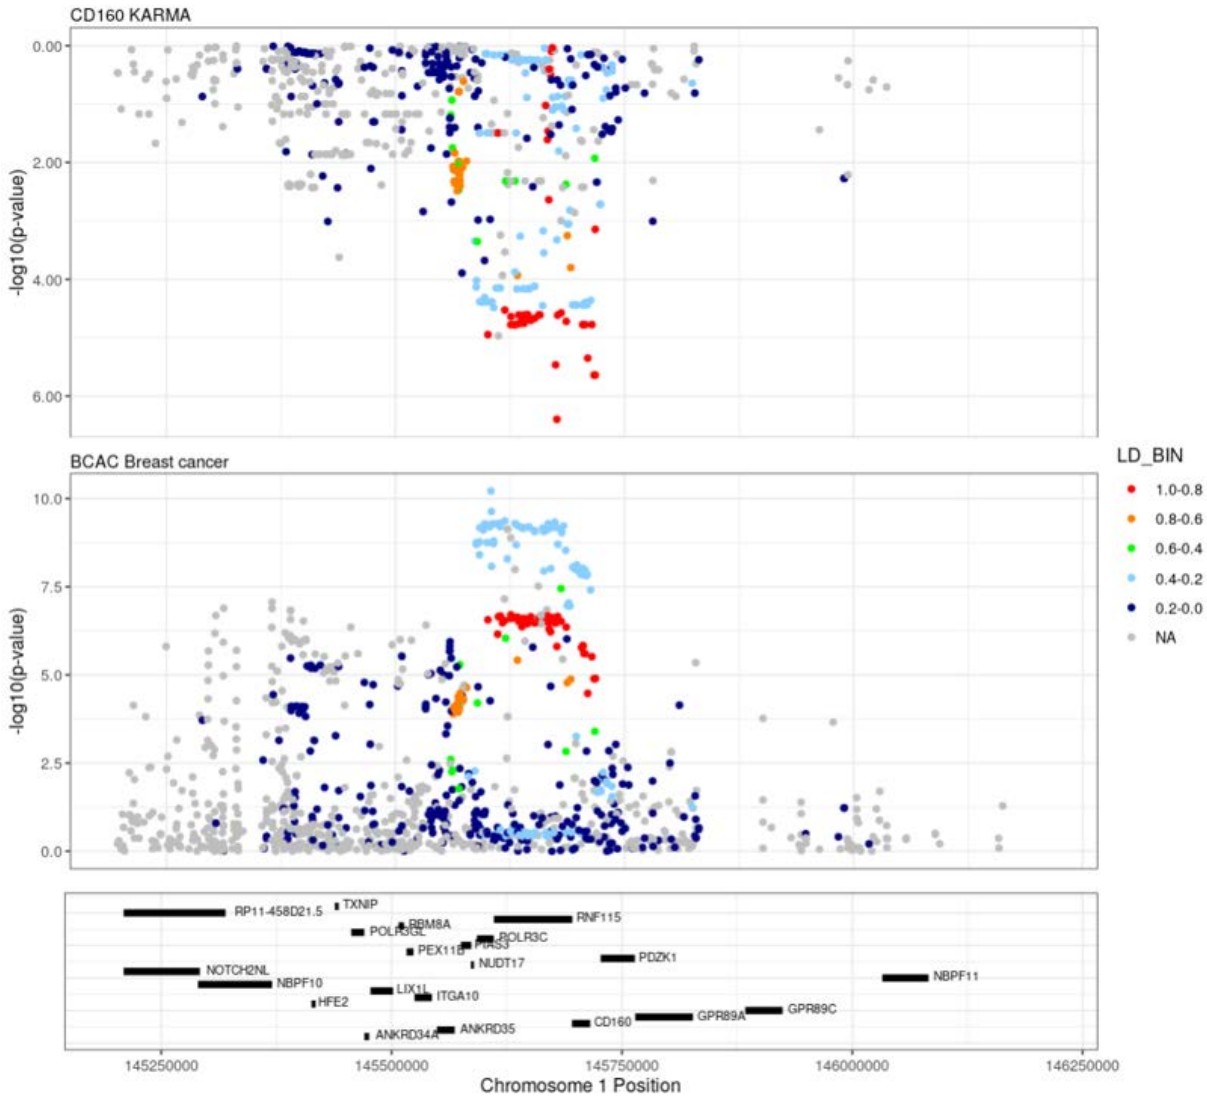 CD160 KARMA
0.00
2.00
4.00
6.00
-log10(p-value)
BCAC Breast cancer
10.0
7.5
5.0
2.5
0.0
-log10(p-value)
LD_BIN
1.0-0.8
0.8-0.6
0.6-0.4
0.4-0.2
0.2-0.0
NA
TXNIP
RP11-458D21.5
RNF115
RBM8A
POLR3GL
POLR3C
PIAS3
PEX11B
PDZK1
NUDT17
NOTCH2NL
NBPF11
NBPF10
LIX1L
ITGA10
HFE2
GPR89C
GPR89A
CD160
ANKRD35
ANKRD34A
145250000 145500000 145750000 146000000 146250000
Chromosome 1 Position